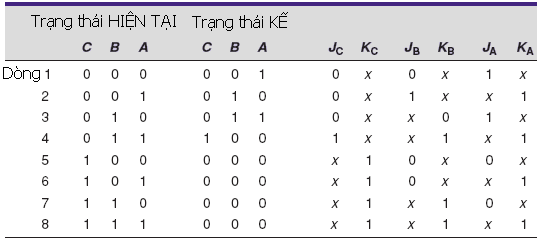 Trạng thái HIỆN TẠI Trạng thái KẾ
C B A C B A J_C K_C J_B K_B J_A K_A
Dòng 1 0 0 0 0 0 1 0 x 0 x 1 x
2 0 0 1 0 1 0 0 x 1 x x 1
3 0 1 0 0 1 1 0 x x 0 1 x
4 0 1 1 1 0 0 1 x x 1 x 1
5 1 0 0 0 0 0 x 1 0 x 0 x
6 1 0 1 0 0 0 x 1 0 x x 1
7 1 1 0 0 0 0 x 1 x 1 0 x
8 1 1 1 0 0 0 x 1 x 1 x 1